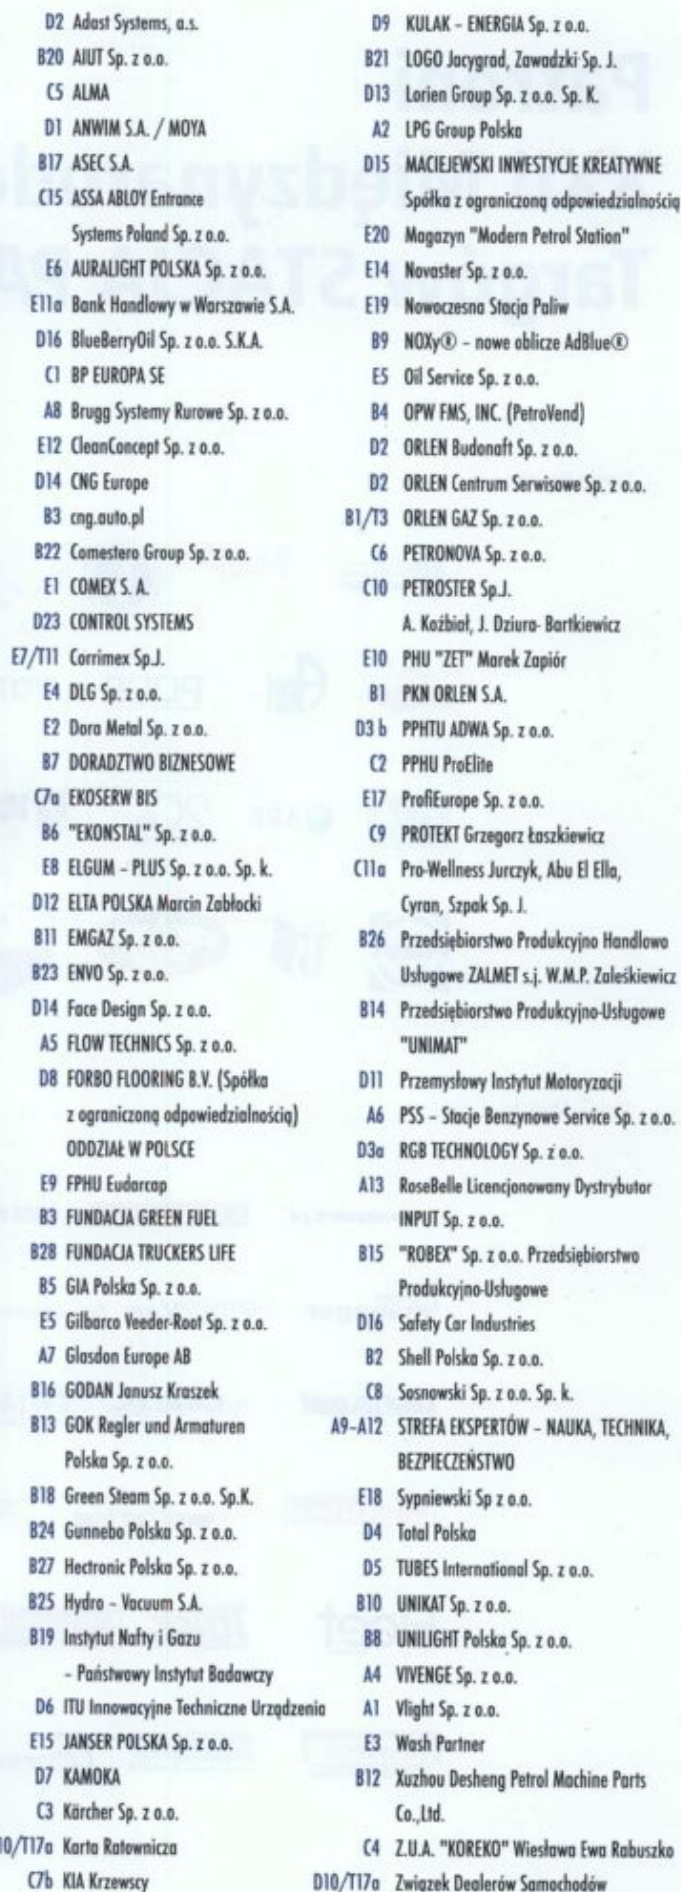 D2 Adast Systems, a.s.
B20 AIUT Sp. z o.o.
C5 ALMA
D1 ANWIM S.A. / MOYA
B17 ASEC S.A.
C15 ASSA ABLOY Entrance
Systems Poland Sp. z o.o.
E6 AURALIGHT POLSKA Sp. z o.o.
E11a Bank Handlowy w Warszawie S.A.
D16 BlueBerryOil Sp. z o.o. S.K.A.
C1 BP EUROPA SE
A8 Brugg Systemy Rurowe Sp. z o.o.
E12 CleanConcept Sp. z o.o.
D14 CNG Europe
B3 cng.auto.pl
B22 Comestero Group Sp. z o.o.
E1 COMEX S. A.
D23 CONTROL SYSTEMS
E7/T11 Corrimex Sp.J.
E4 DLG Sp. z o.o.
E2 Dora Metal Sp. z o.o.
B7 DORADZTWO BIZNESOWE
C7a EKOSERW BIS
B6 "EKONSTAL" Sp. z o.o.
E8 ELGUM – PLUS Sp. z o.o. Sp. k.
D12 ELTA POLSKA Marcin Zabłocki
B11 EMGAZ Sp. z o.o.
B23 ENVO Sp. z o.o.
D14 Face Design Sp. z o.o.
A5 FLOW TECHNICS Sp. z o.o.
D8 FORBO FLOORING B.V. (Spółka
z ograniczoną odpowiedzialnością)
ODDZIAŁ W POLSCE
E9 FPHU Eudarcap
B3 FUNDACJA GREEN FUEL
B28 FUNDACJA TRUCKERS LIFE
B5 GIA Polska Sp. z o.o.
E5 Gilbarco Veeder-Root Sp. z o.o.
A7 Glasdon Europe AB
B16 GODAN Janusz Kraszek
B13 GOK Regler und Armaturen
Polska Sp. z o.o.
B18 Green Steam Sp. z o.o. Sp.K.
B24 Gunnebo Polska Sp. z o.o.
B27 Hectronic Polska Sp. z o.o.
B25 Hydro – Vacuum S.A.
B19 Instytut Nafty i Gazu
– Państwowy Instytut Badawczy
D6 ITU Innowacyjne Techniczne Urządzenia
E15 JANSER POLSKA Sp. z o.o.
D7 KAMOKA
C3 Kärcher Sp. z o.o.
10/T17a Karta Ratownicza
C7b KIA Krzewscy
D9 KULAK – ENERGIA Sp. z o.o.
B21 LOGO Jacygrad, Zawadzki Sp. J.
D13 Lorien Group Sp. z o.o. Sp. K.
A2 LPG Group Polska
D15 MACIEJEWSKI INWESTYCJE KREATYWNE
Spółka z ograniczoną odpowiedzialnością
E20 Magazyn "Modern Petrol Station"
E14 Novaster Sp. z o.o.
E19 Nowoczesna Stacja Paliw
B9 NOXy® – nowe oblicze AdBlue®
E5 Oil Service Sp. z o.o.
B4 OPW FMS, INC. (PetroVend)
D2 ORLEN Budonaft Sp. z o.o.
D2 ORLEN Centrum Serwisowe Sp. z o.o.
B1/T3 ORLEN GAZ Sp. z o.o.
C6 PETRONOVA Sp. z o.o.
C10 PETROSTER Sp.J.
A. Koźbiał, J. Dziura- Bartkiewicz
E10 PHU "ZET" Marek Zapiór
B1 PKN ORLEN S.A.
D3 b PPHTU ADWA Sp. z o.o.
C2 PPHU ProElite
E17 ProfiEurope Sp. z o.o.
C9 PROTEKT Grzegorz Łaszkiewicz
C11a Pro-Wellness Jurczyk, Abu El Ella,
Cyran, Szpak Sp. J.
B26 Przedsiębiorstwo Produkcyjno Handlowo
Usługowe ZALMET s.j. W.M.P. Zaleśkiewicz
B14 Przedsiębiorstwo Produkcyjno-Usługowe
"UNIMAT"
D11 Przemysłowy Instytut Motoryzacji
A6 PSS – Stacje Benzynowe Service Sp. z o.o.
D3a RGB TECHNOLOGY Sp. z o.o.
A13 RoseBelle Licencjonowany Dystrybutor
INPUT Sp. z o.o.
B15 "ROBEX" Sp. z o.o. Przedsiębiorstwo
Produkcyjno-Usługowe
D16 Safety Car Industries
B2 Shell Polska Sp. z o.o.
C8 Sosnowski Sp. z o.o. Sp. k.
A9–A12 STREFA EKSPERTÓW – NAUKA, TECHNIKA,
BEZPIECZEŃSTWO
E18 Sypniewski Sp z o.o.
D4 Total Polska
D5 TUBES International Sp. z o.o.
B10 UNIKAT Sp. z o.o.
B8 UNILIGHT Polska Sp. z o.o.
A4 VIVENGE Sp. z o.o.
A1 Vlight Sp. z o.o.
E3 Wash Partner
B12 Xuzhou Desheng Petrol Machine Parts
Co.,Ltd.
C4 Z.U.A. "KOREKO" Wiesława Ewa Rabuszko
D10/T17a Związek Dealerów Samochodów